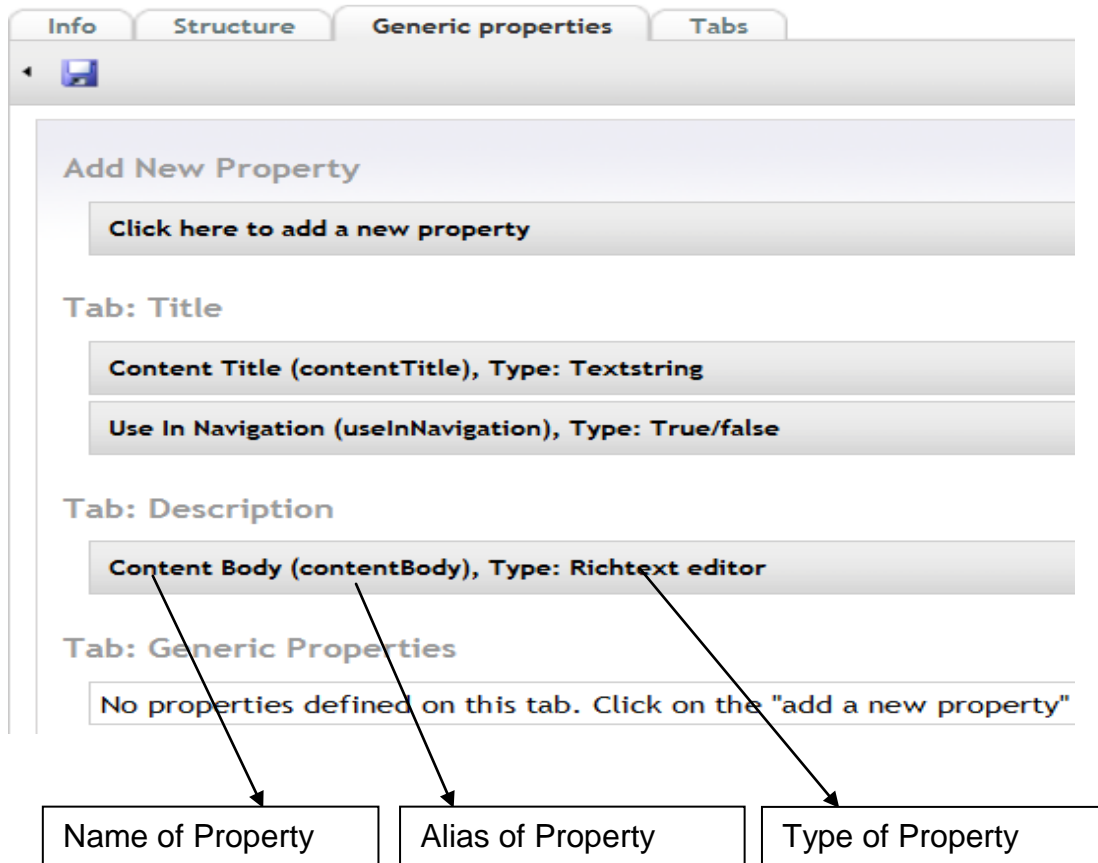 Info Structure Generic properties Tabs
Add New Property
Click here to add a new property
Tab: Title
Content Title (contentTitle), Type: Textstring
Use In Navigation (useInNavigation), Type: True/false
Tab: Description
Content Body (contentBody), Type: Richtext editor
Tab: Generic Properties
No properties defined on this tab. Click on the "add a new property"
Name of Property Alias of Property Type of Property